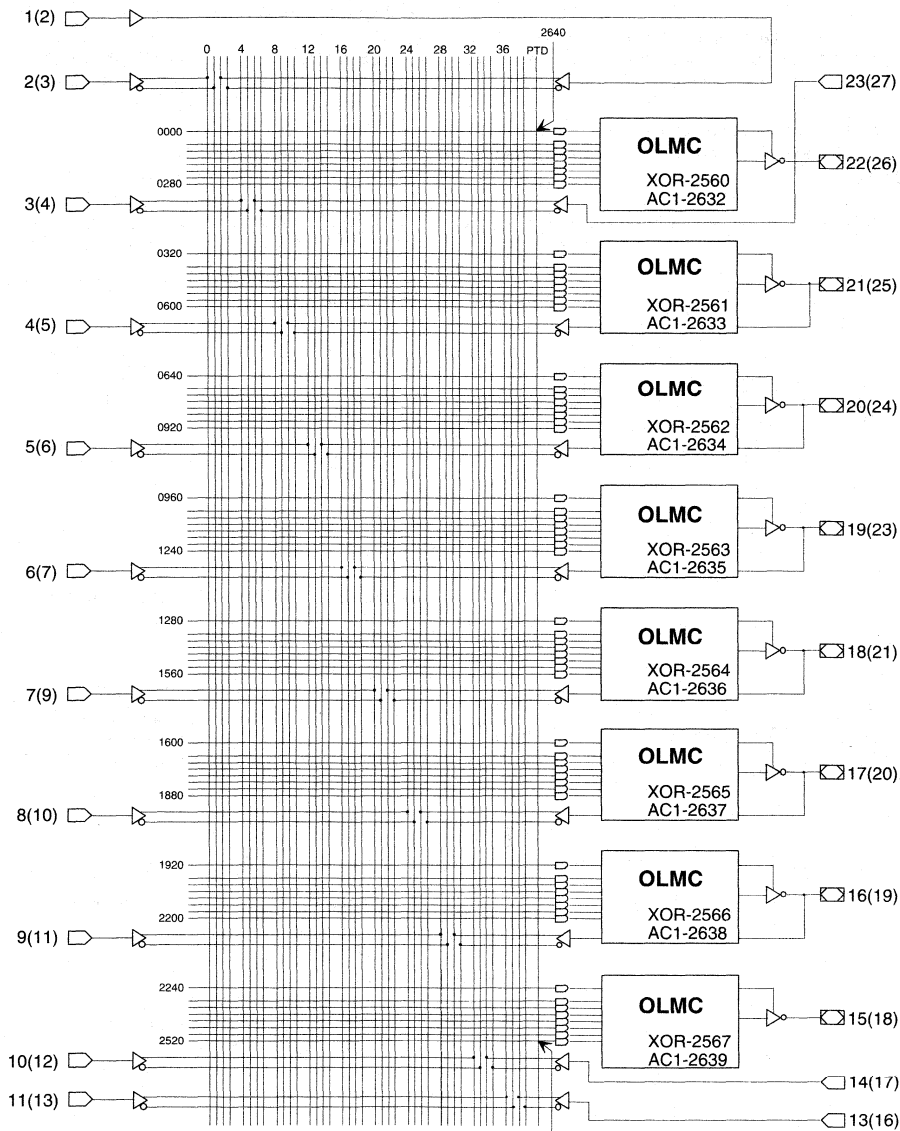 1(2)
2640
0 4 8 12 16 20 24 28 32 36 PTD
2(3)
23(27)
0000
OLMC
XOR-2560
AC1-2632
22(26)
0280
3(4)
0320
OLMC
XOR-2561
AC1-2633
21(25)
0600
4(5)
0640
OLMC
XOR-2562
AC1-2634
20(24)
0920
5(6)
0960
OLMC
XOR-2563
AC1-2635
19(23)
1240
6(7)
1280
OLMC
XOR-2564
AC1-2636
18(21)
1560
7(9)
1600
OLMC
XOR-2565
AC1-2637
17(20)
1880
8(10)
1920
OLMC
XOR-2566
AC1-2638
16(19)
2200
9(11)
2240
OLMC
XOR-2567
AC1-2639
15(18)
2520
10(12)
14(17)
11(13)
13(16)